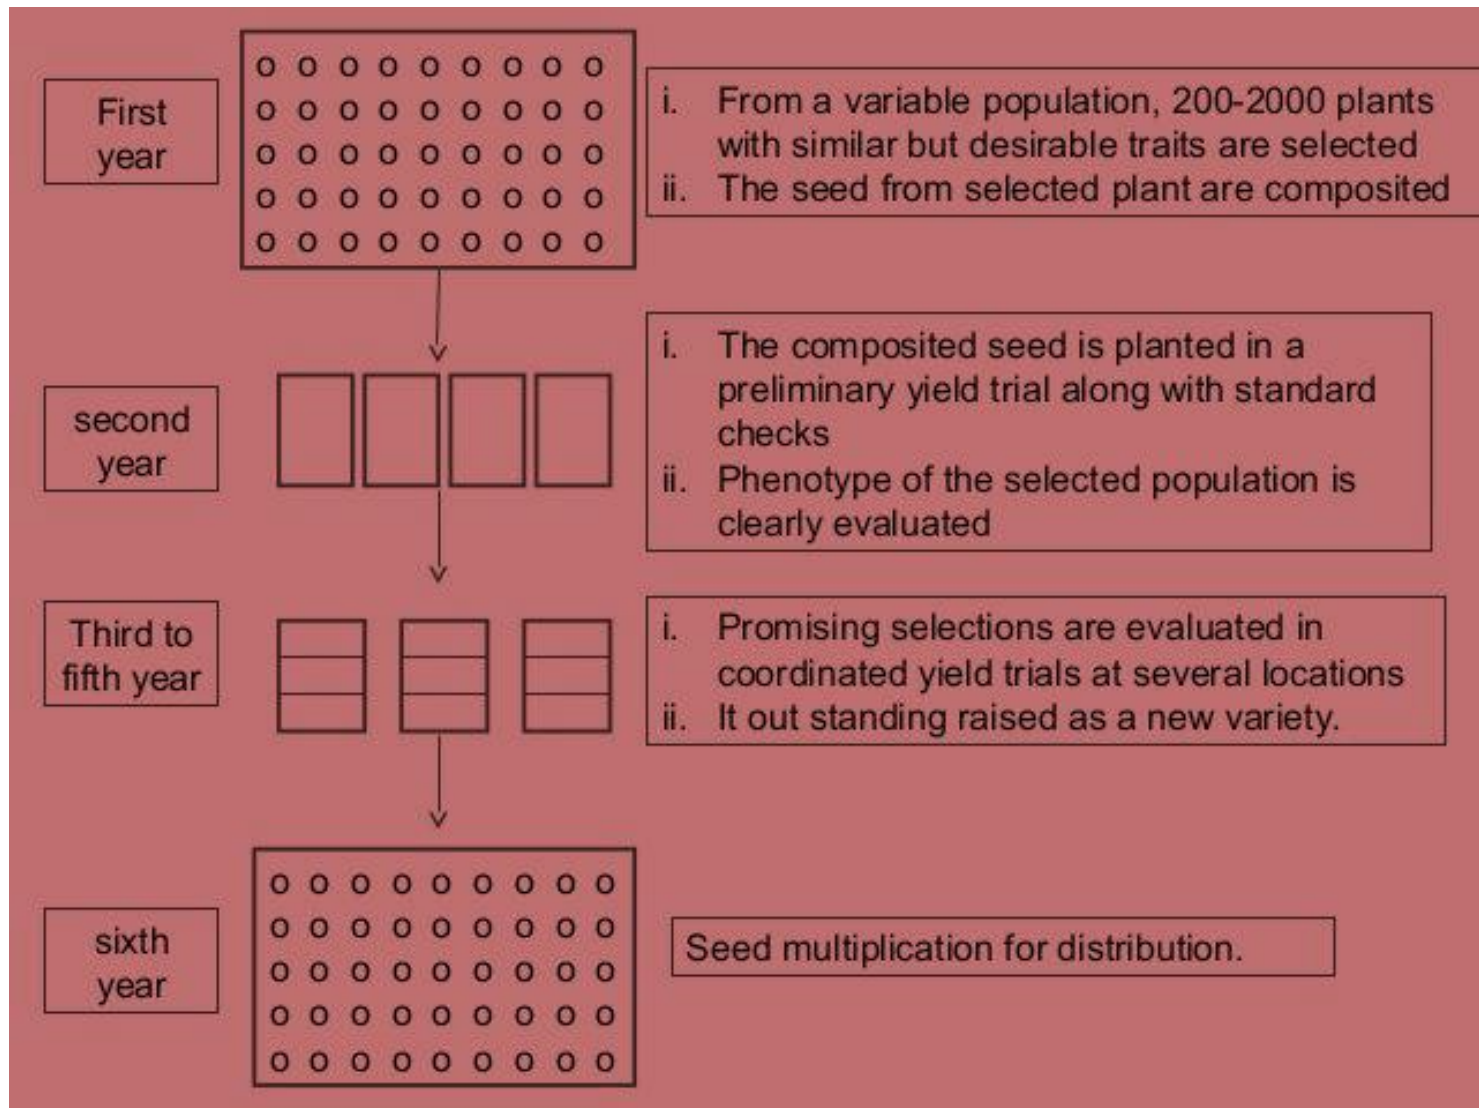 First
year
o o o o o o o o o
o o o o o o o o o
o o o o o o o o o
o o o o o o o o o
o o o o o o o o o
i. From a variable population, 200-2000 plants
with similar but desirable traits are selected
ii. The seed from selected plant are composited
second
year
i. The composited seed is planted in a
preliminary yield trial along with standard
checks
ii. Phenotype of the selected population is
clearly evaluated
Third to
fifth year
i. Promising selections are evaluated in
coordinated yield trials at several locations
ii. It out standing raised as a new variety.
sixth
year
o o o o o o o o o
o o o o o o o o o
o o o o o o o o o
o o o o o o o o o
o o o o o o o o o
Seed multiplication for distribution.